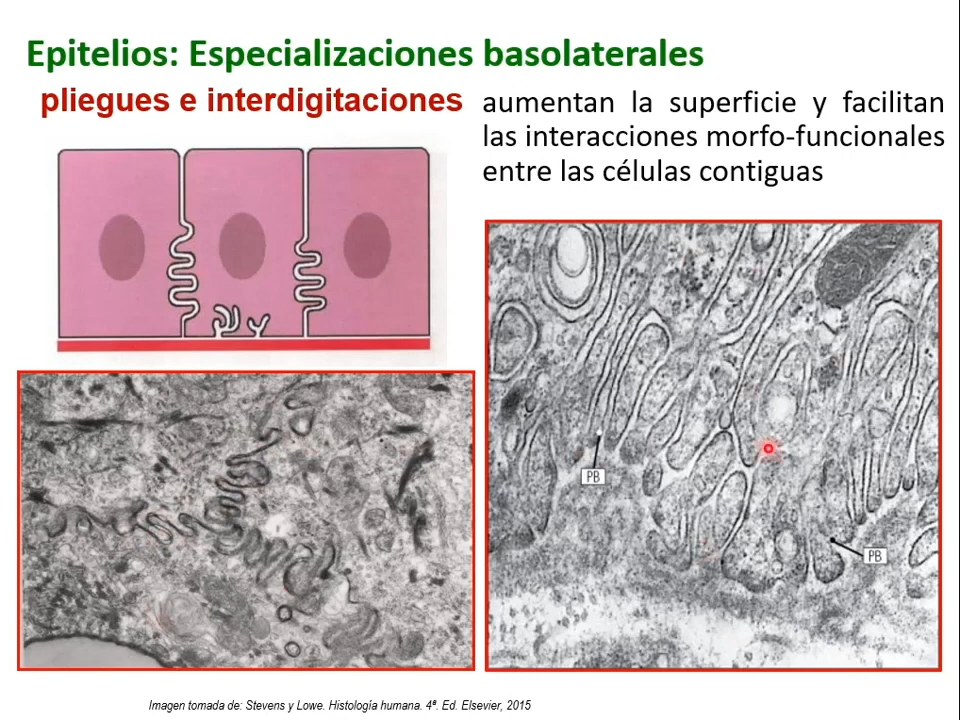 Epitelios: Especializaciones basolaterales
pliegues e interdigitaciones
aumentan la superficie y facilitan
las interacciones morfo-funcionales
entre las células contiguas
PB
PB
Imagen tomada de: Stevens y Lowe. Histología humana. 4ª. Ed. Elsevier, 2015